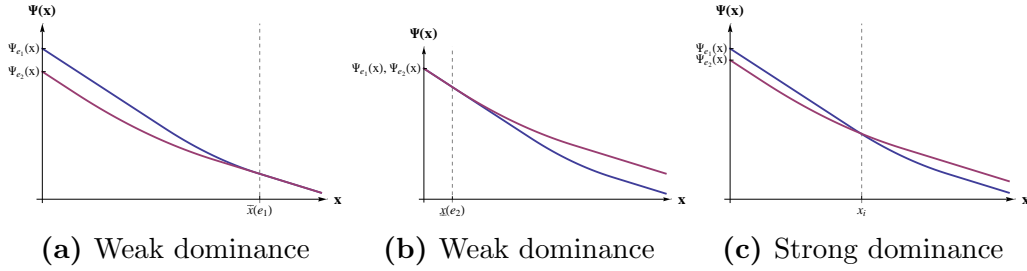 Ψ(x)
Ψₑ₁(x)
Ψₑ₂(x)
x
x̅(e₁)
(a) Weak dominance
Ψ(x)
Ψₑ₁(x), Ψₑ₂(x)
x
x̲(e₂)
(b) Weak dominance
Ψ(x)
Ψₑ₁(x)
Ψₑ₂(x)
x
xᵢ
(c) Strong dominance